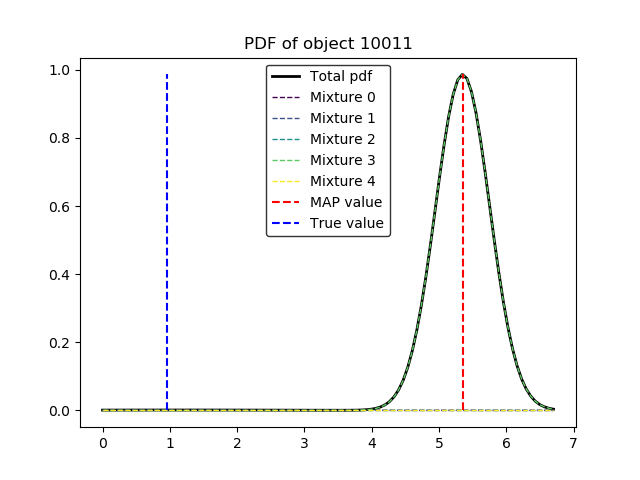 PDF of object 10011
1.0
0.8
0.6
0.4
0.2
0.0
Total pdf
Mixture 0
Mixture 1
Mixture 2
Mixture 3
Mixture 4
MAP value
True value
0 1 2 3 4 5 6 7